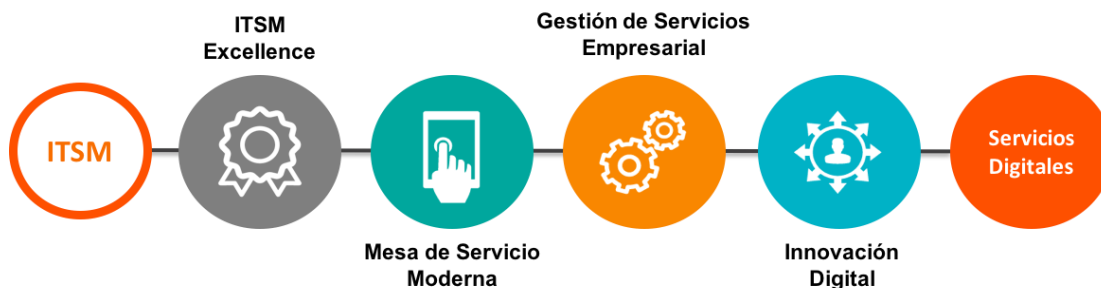 ITSM
ITSM
Excellence
Mesa de Servicio
Moderna
Gestión de Servicios
Empresarial
Innovación
Digital
Servicios
Digitales